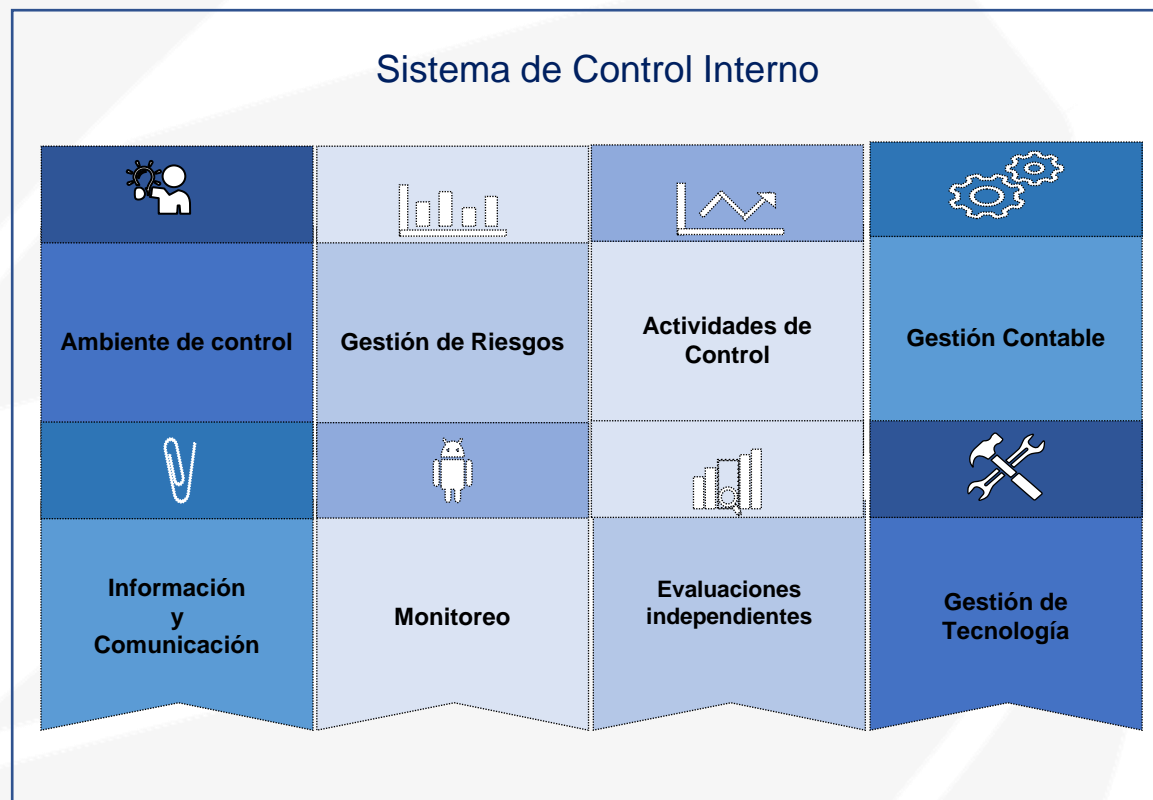 Sistema de Control Interno
Ambiente de control
Gestión de Riesgos
Actividades de
Control
Gestión Contable
Información
y
Comunicación
Monitoreo
Evaluaciones
independientes
Gestión de
Tecnología